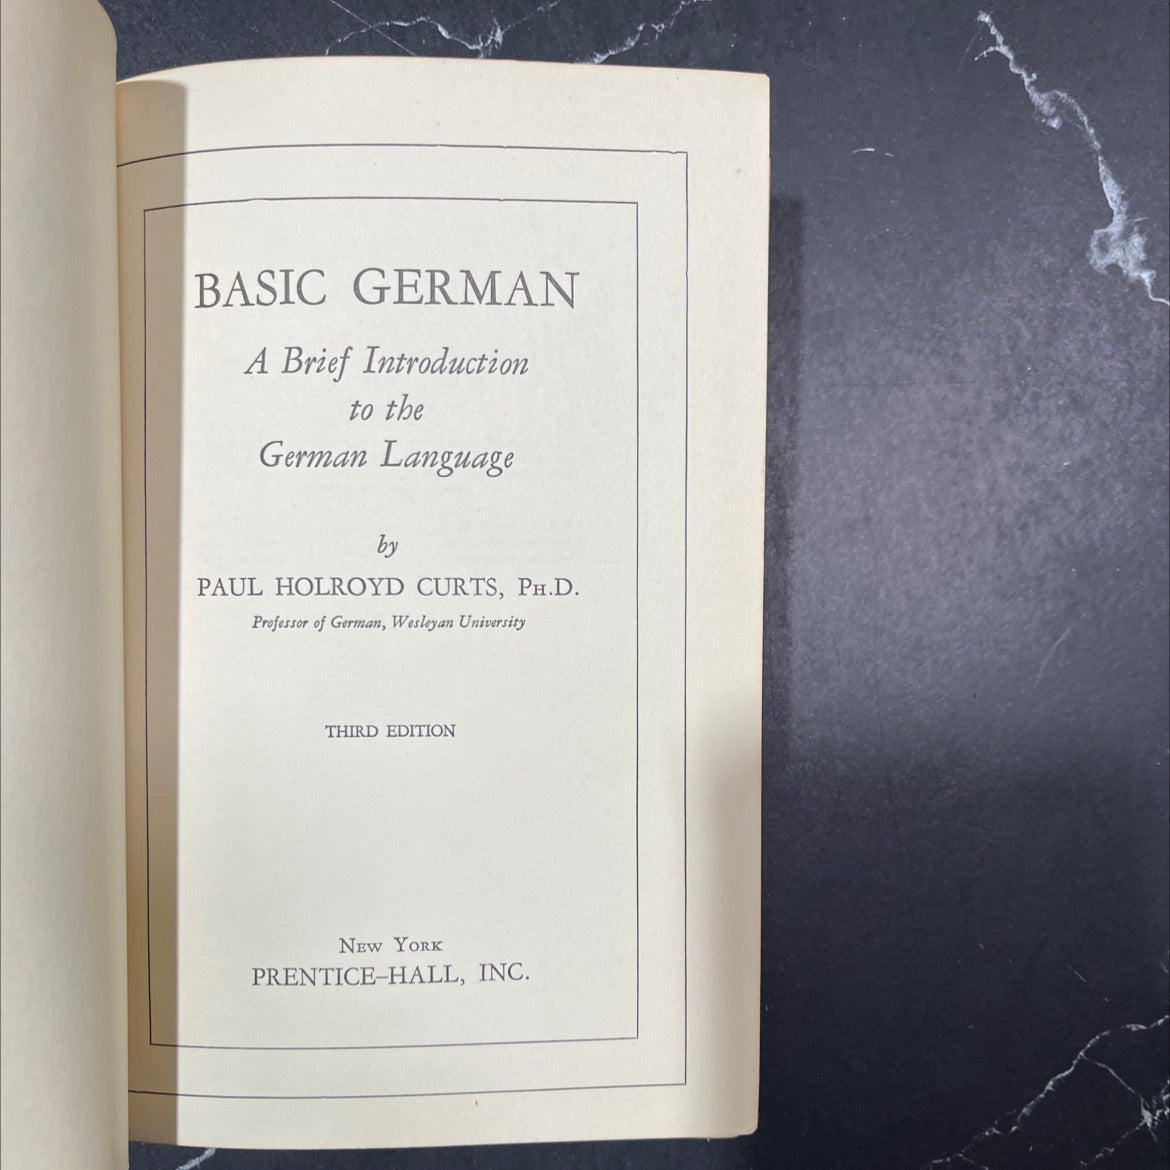 BASIC GERMAN
A Brief Introduction
to the
German Language
by
PAUL HOLROYD CURTS, PH.D.
Professor of German, Wesleyan University
THIRD EDITION
NEW YORK
PRENTICE-HALL, INC.